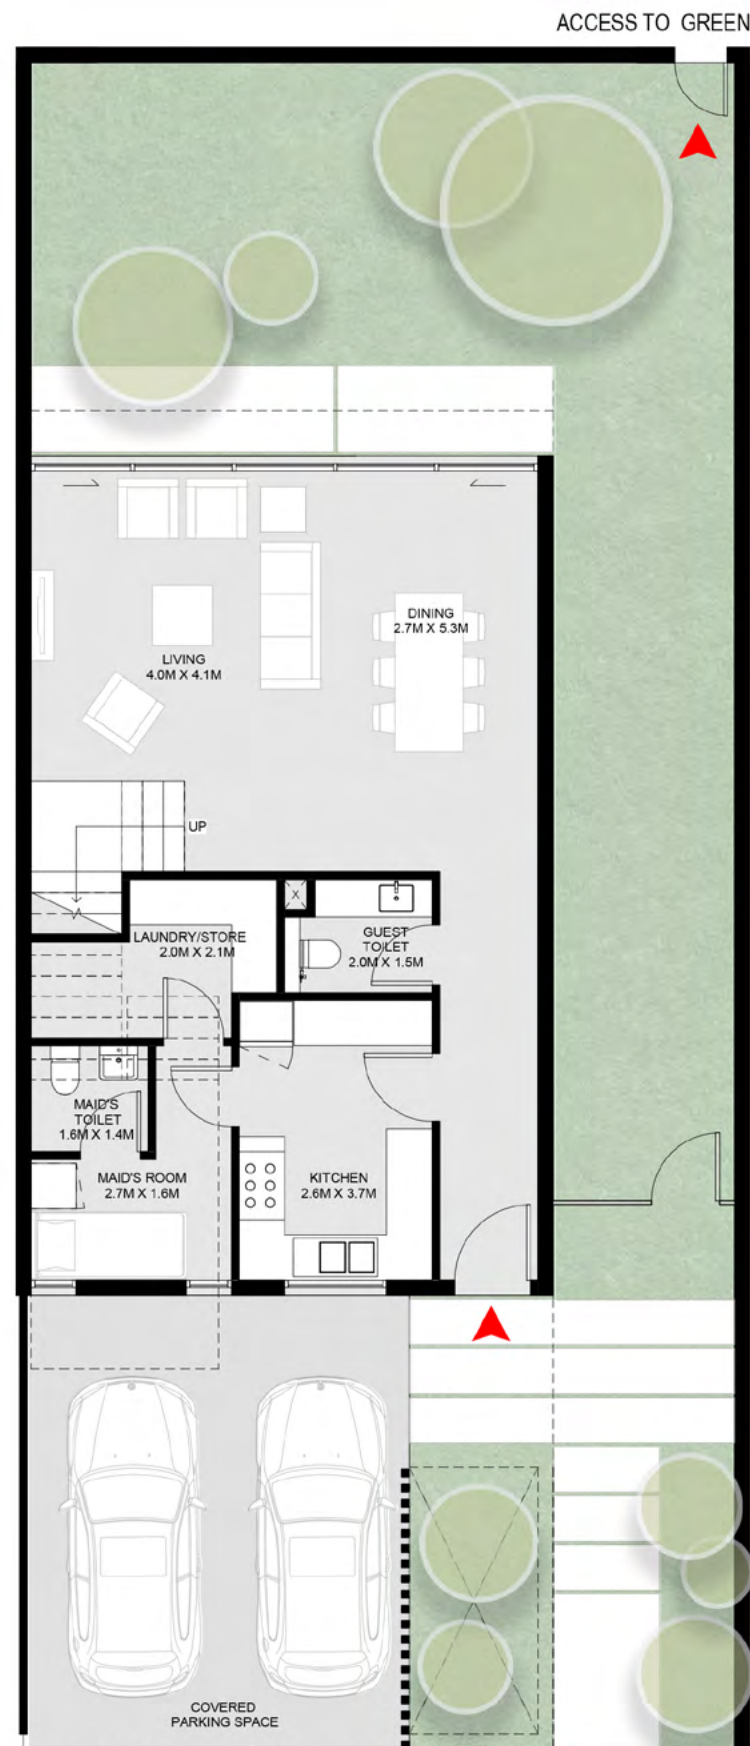 ACCESS TO GREEN
DINING
2.7M X 5.3M
LIVING
4.0M X 4.1M
UP
X
LAUNDRY/STORE
2.0M X 2.1M
GUEST
TOILET
2.0M X 1.5M
MAID'S
TOILET
1.6M X 1.4M
MAID'S ROOM
2.7M X 1.6M
KITCHEN
2.6M X 3.7M
COVERED
PARKING SPACE